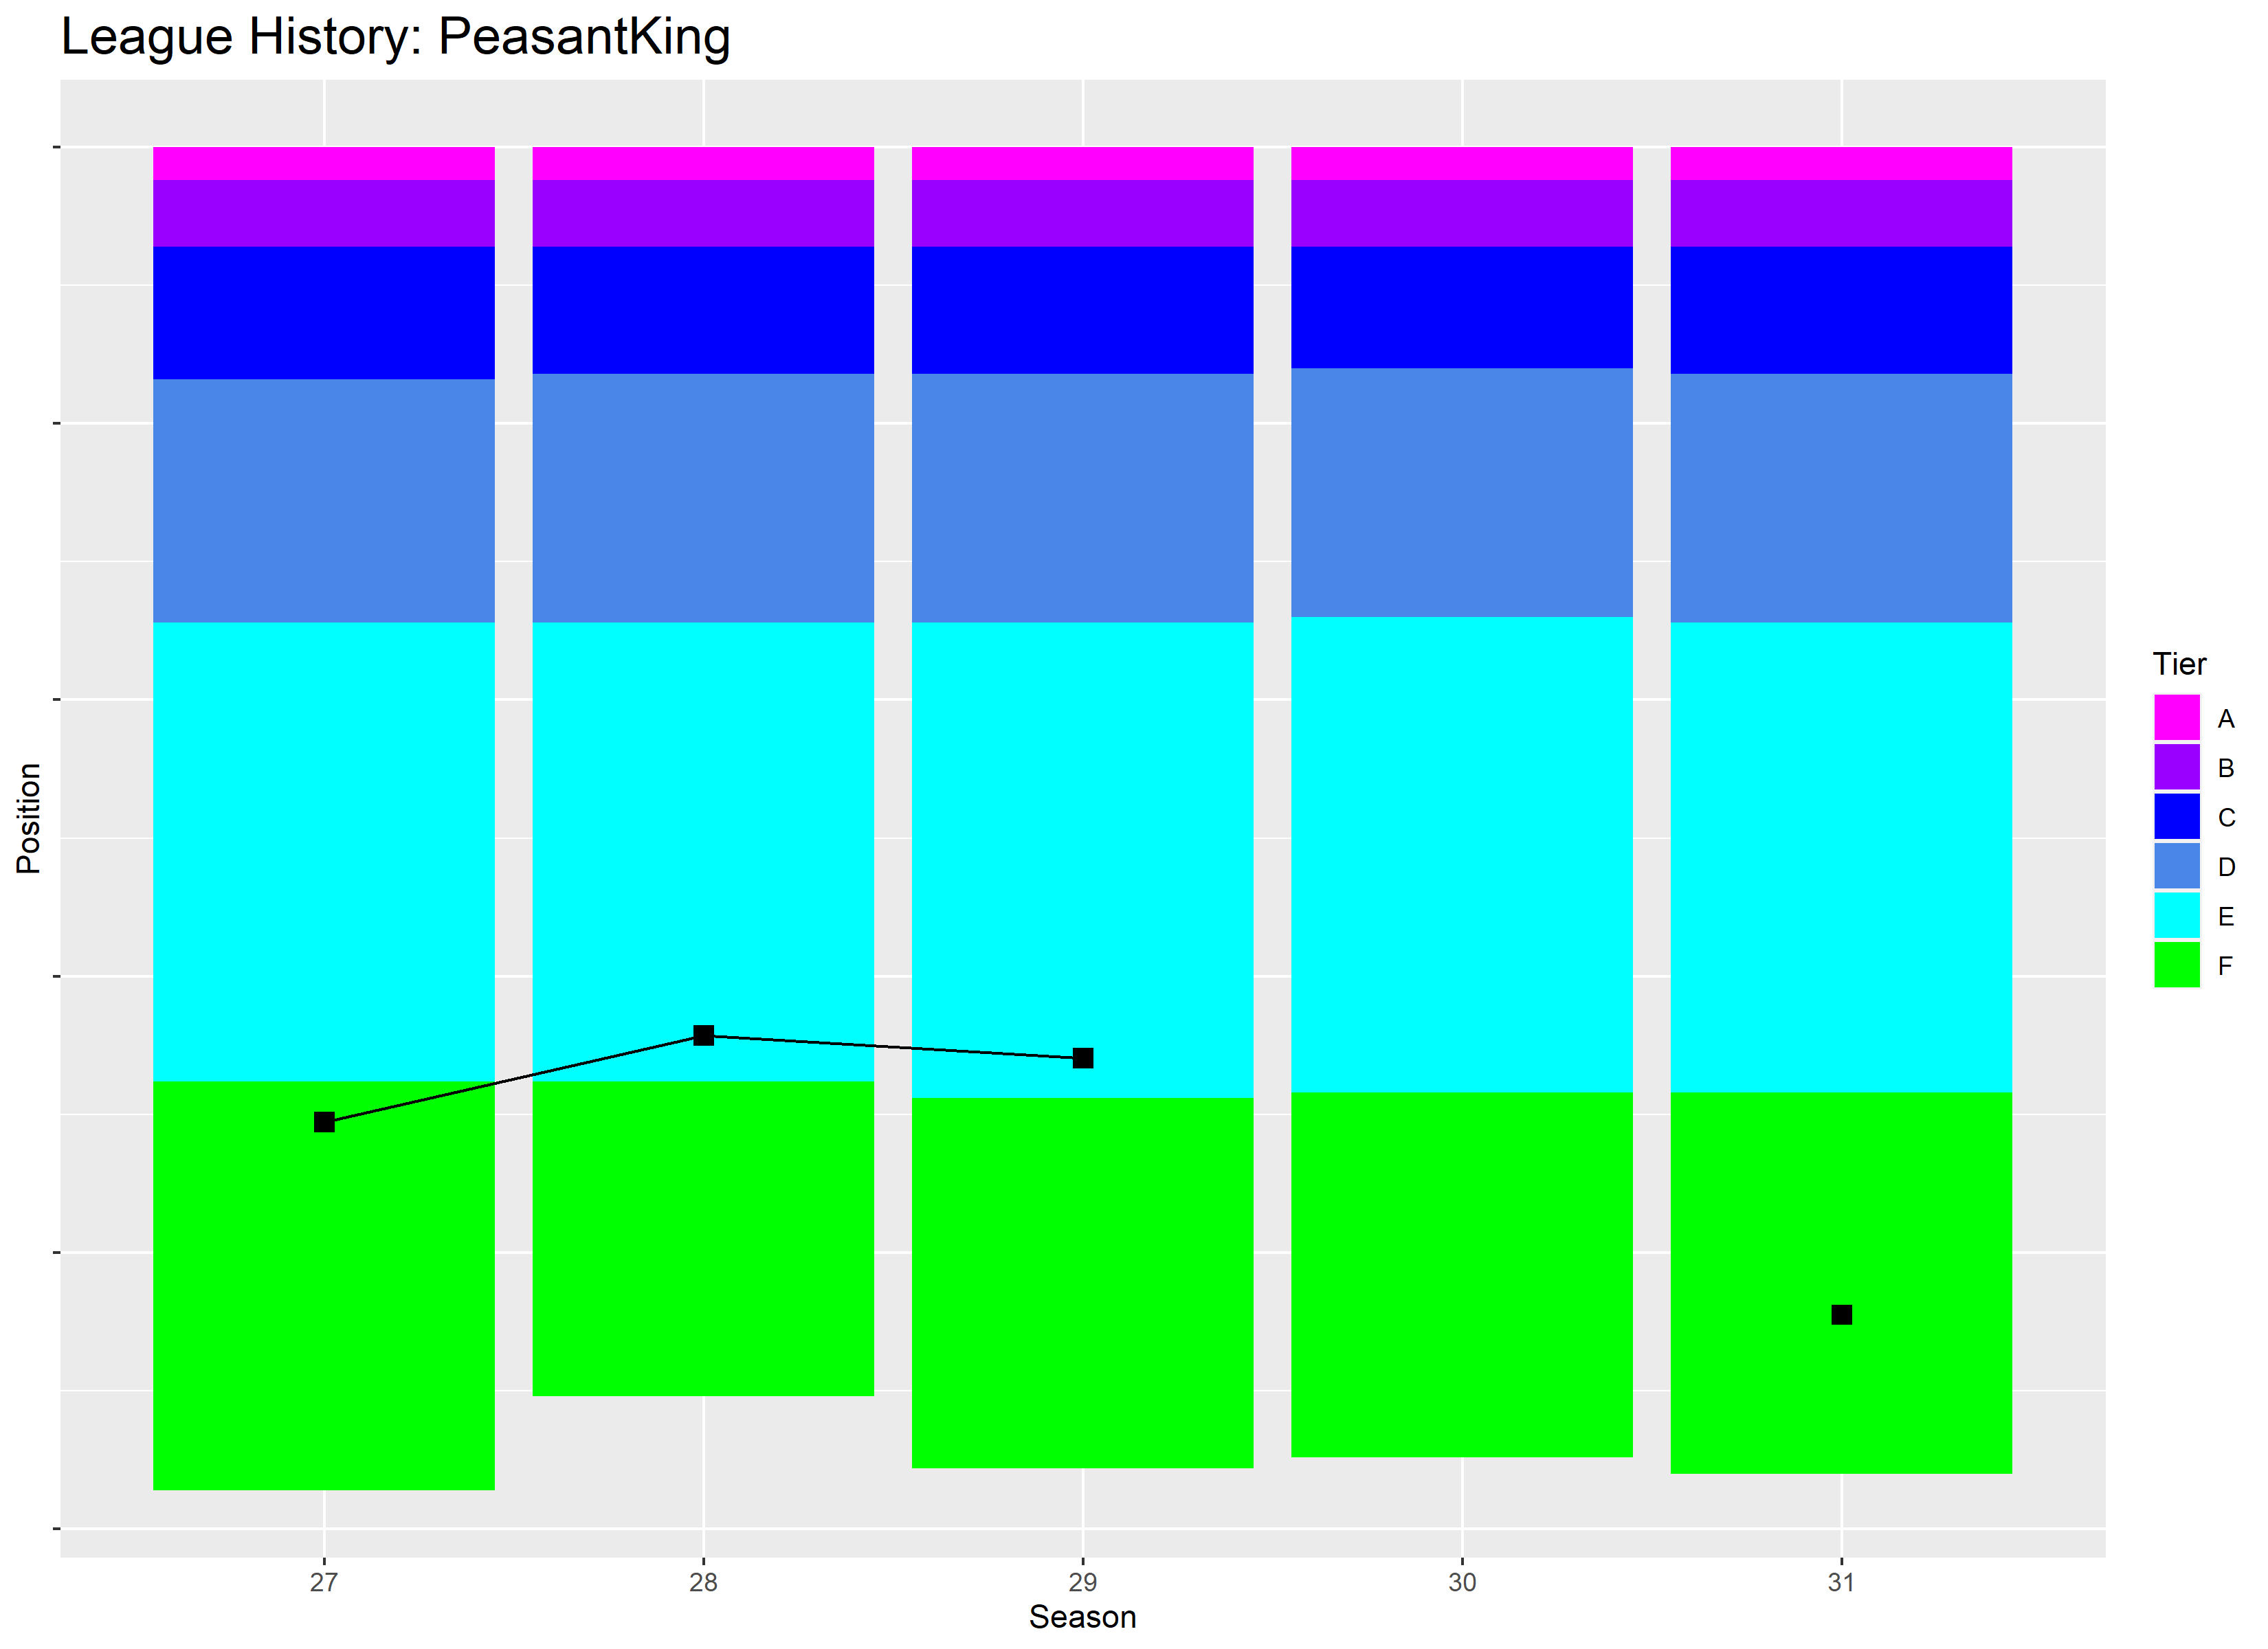 League History: PeasantKing
Position
Tier
A
B
C
D
E
F
27 28 29 30 31
Season